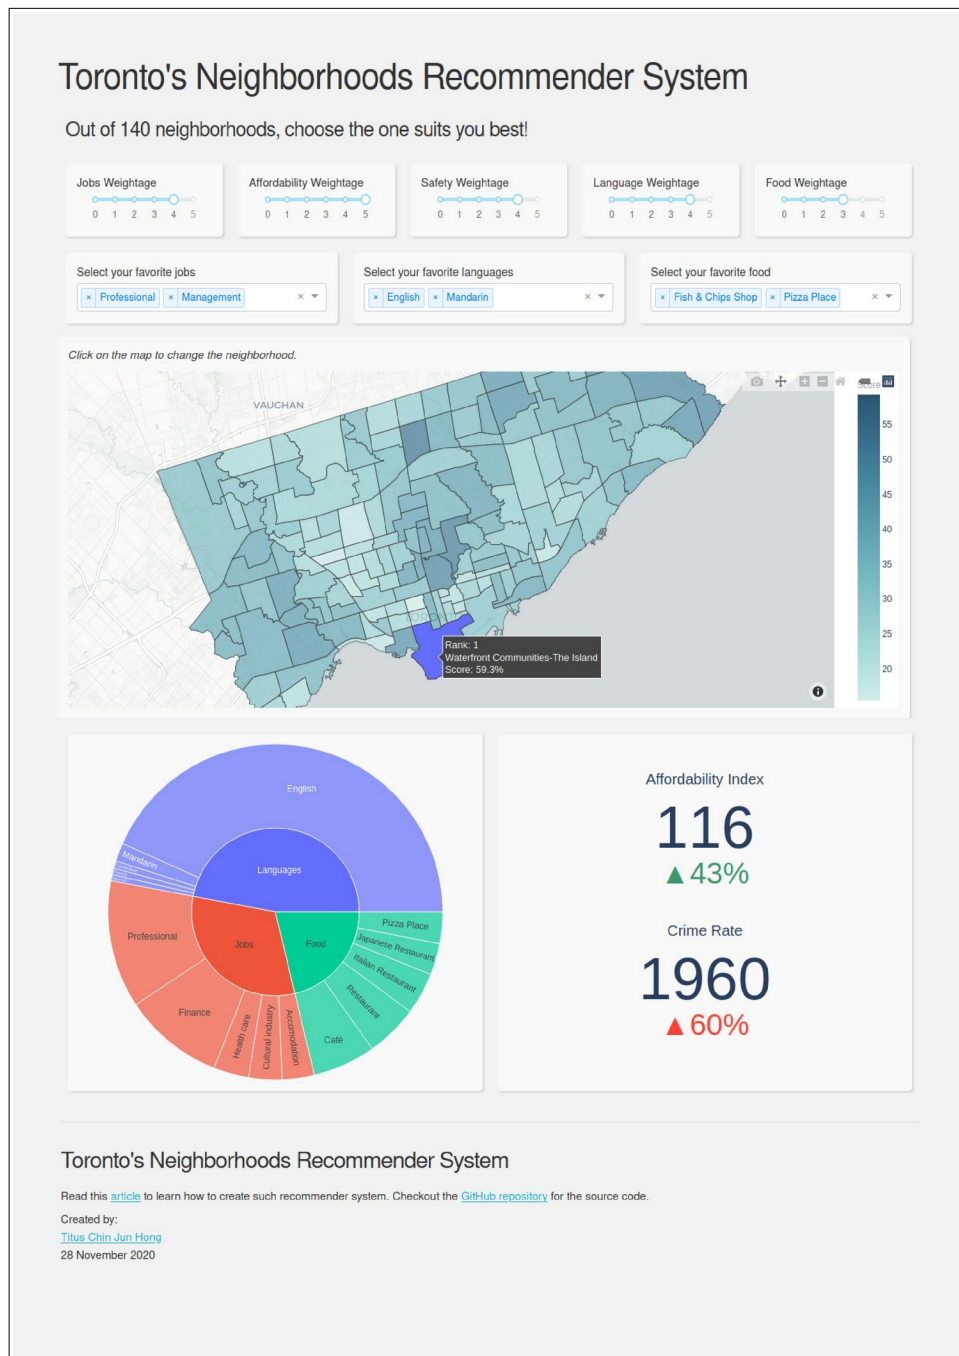 Toronto's Neighborhoods Recommender System
Out of 140 neighborhoods, choose the one suits you best!
Jobs Weightage
0 1 2 3 4 5
Affordability Weightage
0 1 2 3 4 5
Safety Weightage
0 1 2 3 4 5
Language Weightage
0 1 2 3 4 5
Food Weightage
0 1 2 3 4 5
Select your favorite jobs
× Professional × Management ×
Select your favorite languages
× English × Mandarin ×
Select your favorite food
× Fish & Chips Shop × Pizza Place ×
Click on the map to change the neighborhood.
VAUGHAN
Score
55
50
45
40
35
30
25
20
Rank: 1
Waterfront Communities-The Island
Score: 59.3%
English
Mandarin
Languages
Professional
Jobs
Food
Pizza Place
Japanese Restaurant
Italian Restaurant
Restaurant
Café
Finance
Health care
Cultural industry
Accomodation
Affordability Index
116
▲43%
Crime Rate
1960
▲60%
Toronto's Neighborhoods Recommender System
Read this article to learn how to create such recommender system. Checkout the GitHub repository for the source code.
Created by:
Titus Chin Jun Hong
28 November 2020